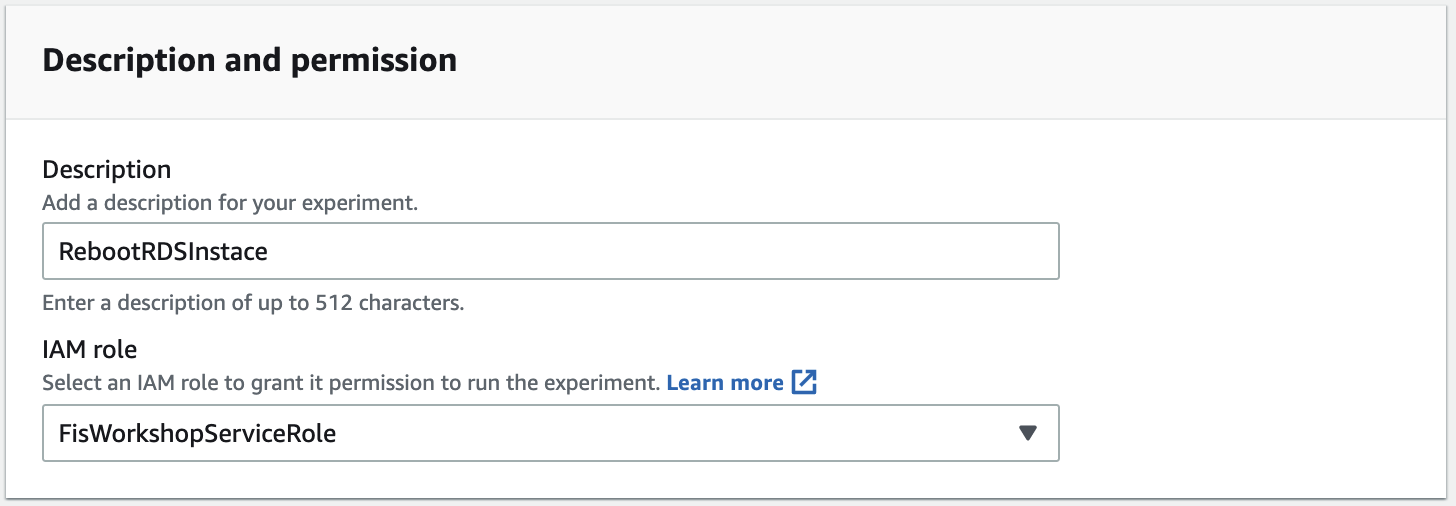 Description and permission
Description
Add a description for your experiment.
RebootRDSInstace
Enter a description of up to 512 characters.
IAM role
Select an IAM role to grant it permission to run the experiment. Learn more
FisWorkshopServiceRole